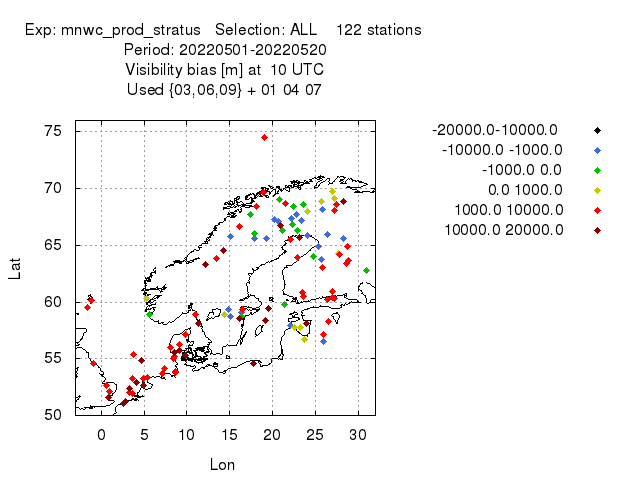 Exp: mnwc_prod_stratus Selection: ALL 122 stations
Period: 20220501-20220520
Visibility bias [m] at 10 UTC
Used {03,06,09} + 01 04 07
-20000.0-10000.0
-10000.0 -1000.0
-1000.0 0.0
0.0 1000.0
1000.0 10000.0
10000.0 20000.0
75
70
65
60
55
50
Lat
0 5 10 15 20 25 30
Lon